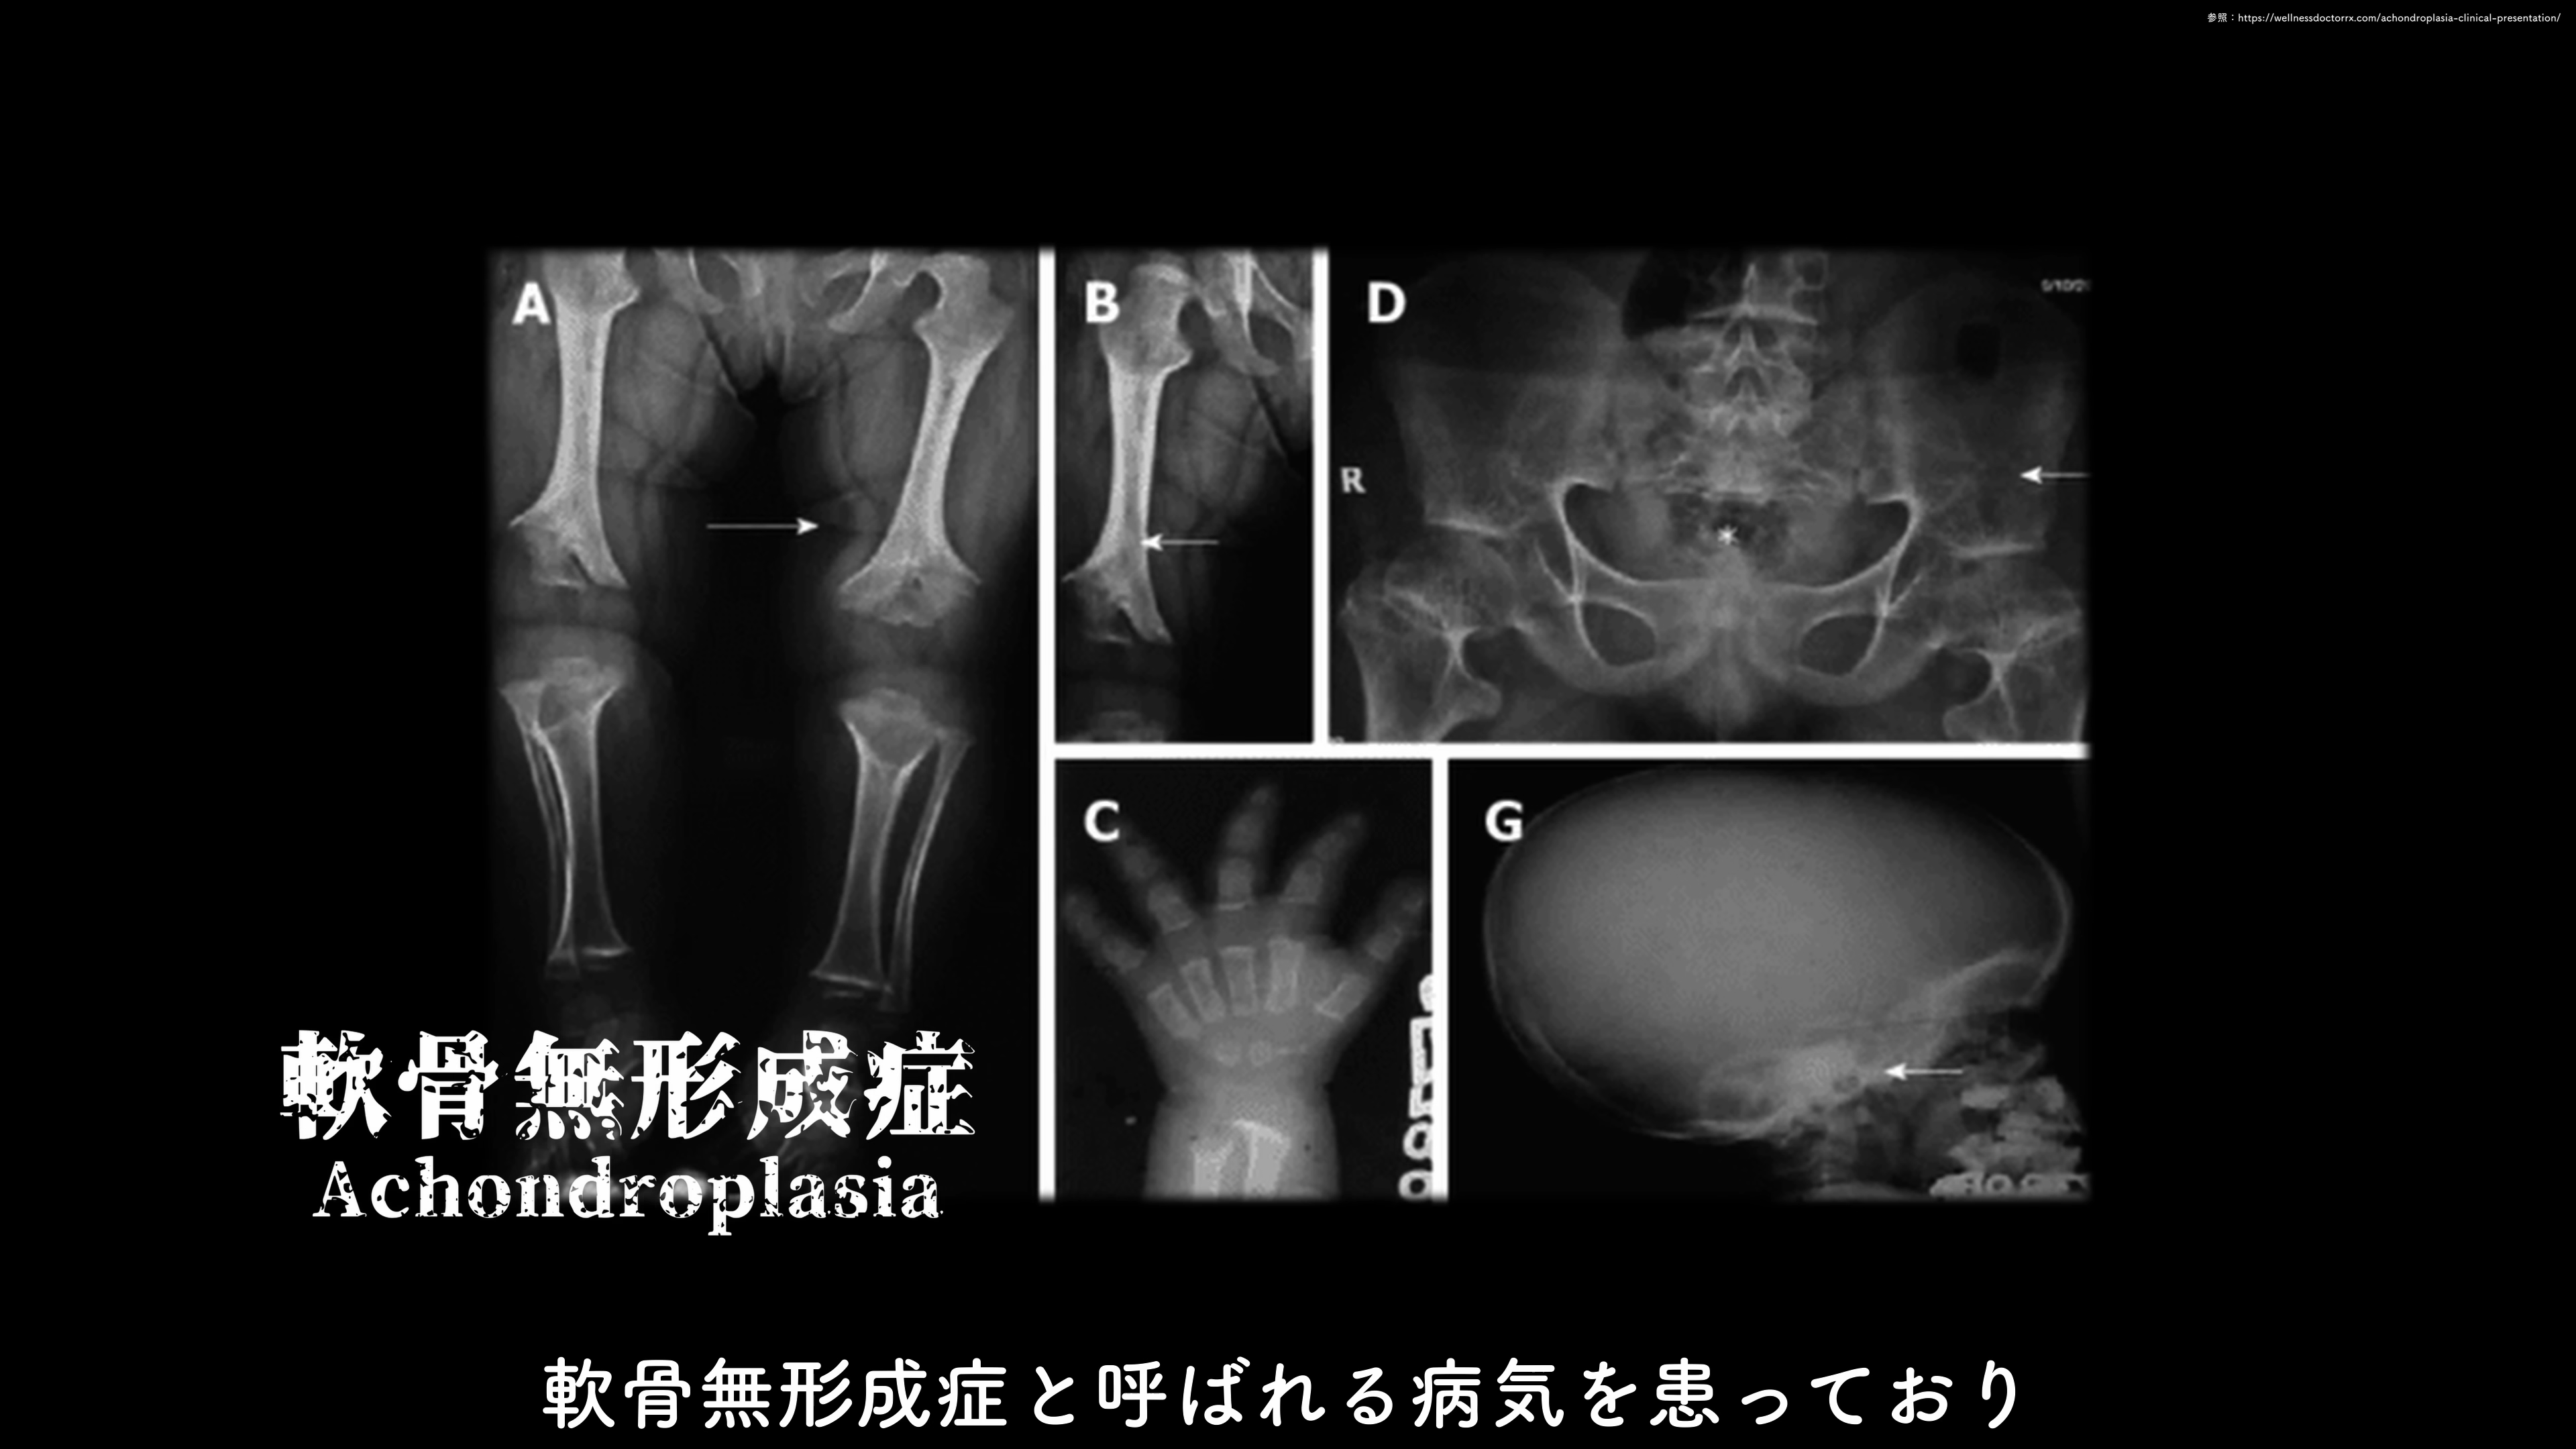 参照：https://wellnessdoctorrx.com/achondroplasia-clinical-presentation/
A
B
D
R
C
G
軟骨無形成症
Achondroplasia
軟骨無形成症と呼ばれる病気を患っており